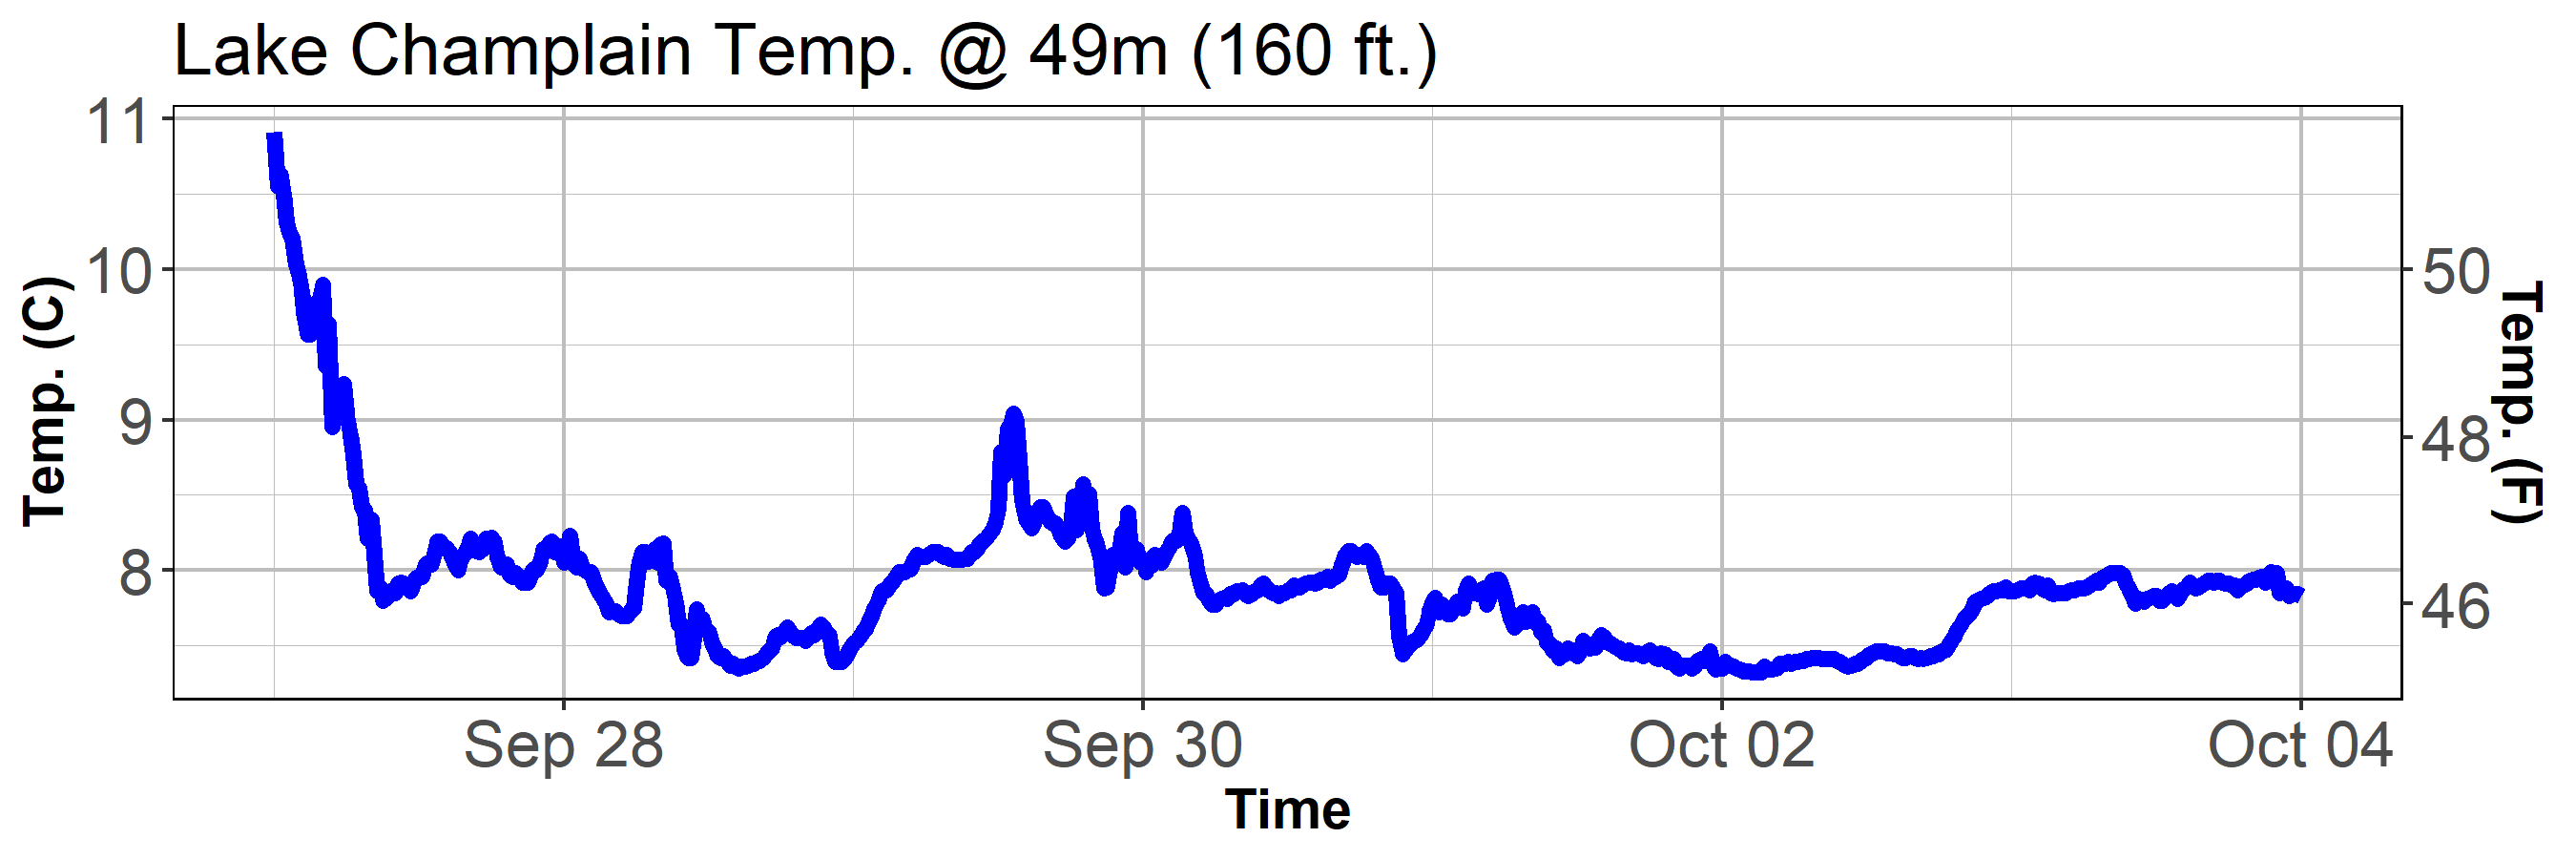 Lake Champlain Temp. @ 49m (160 ft.)
Temp. (C)
11
10
9
8
50
48
46
Temp. (F)
Sep 28 Sep 30 Oct 02 Oct 04
Time